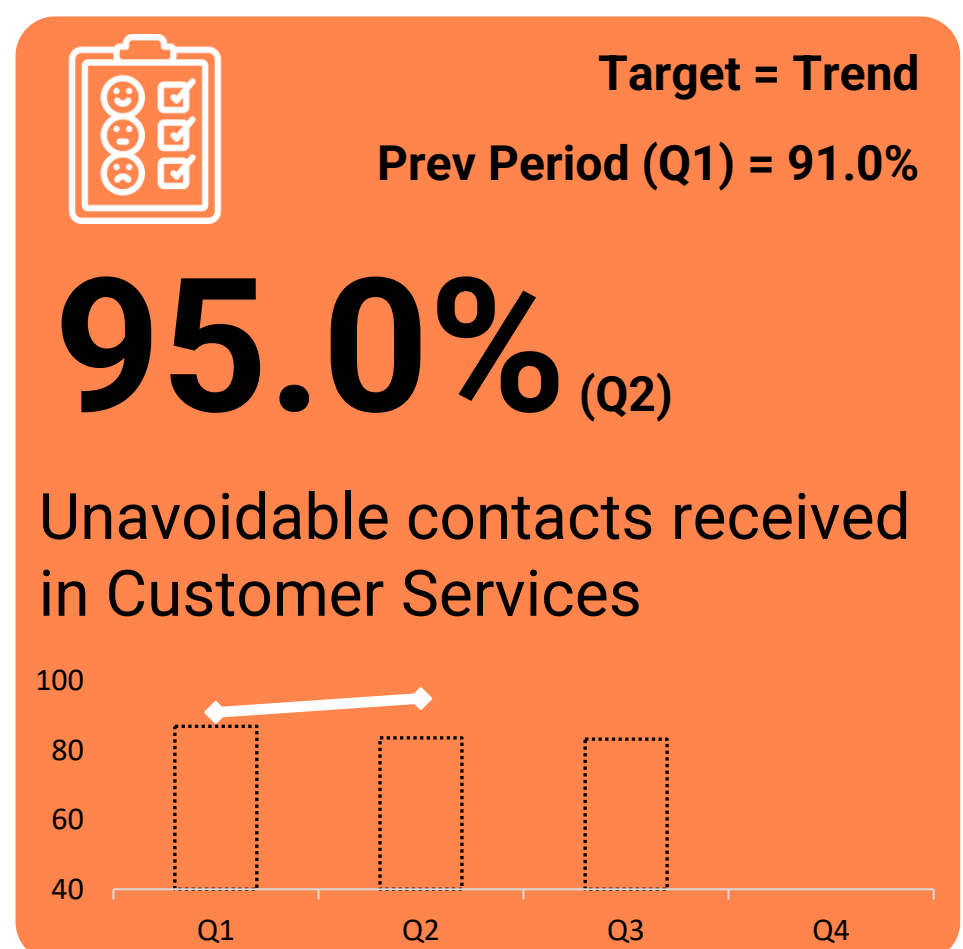 Target = Trend
Prev Period (Q1) = 91.0%
95.0% (Q2)
Unavoidable contacts received
in Customer Services
100
80
60
40
Q1 Q2 Q3 Q4